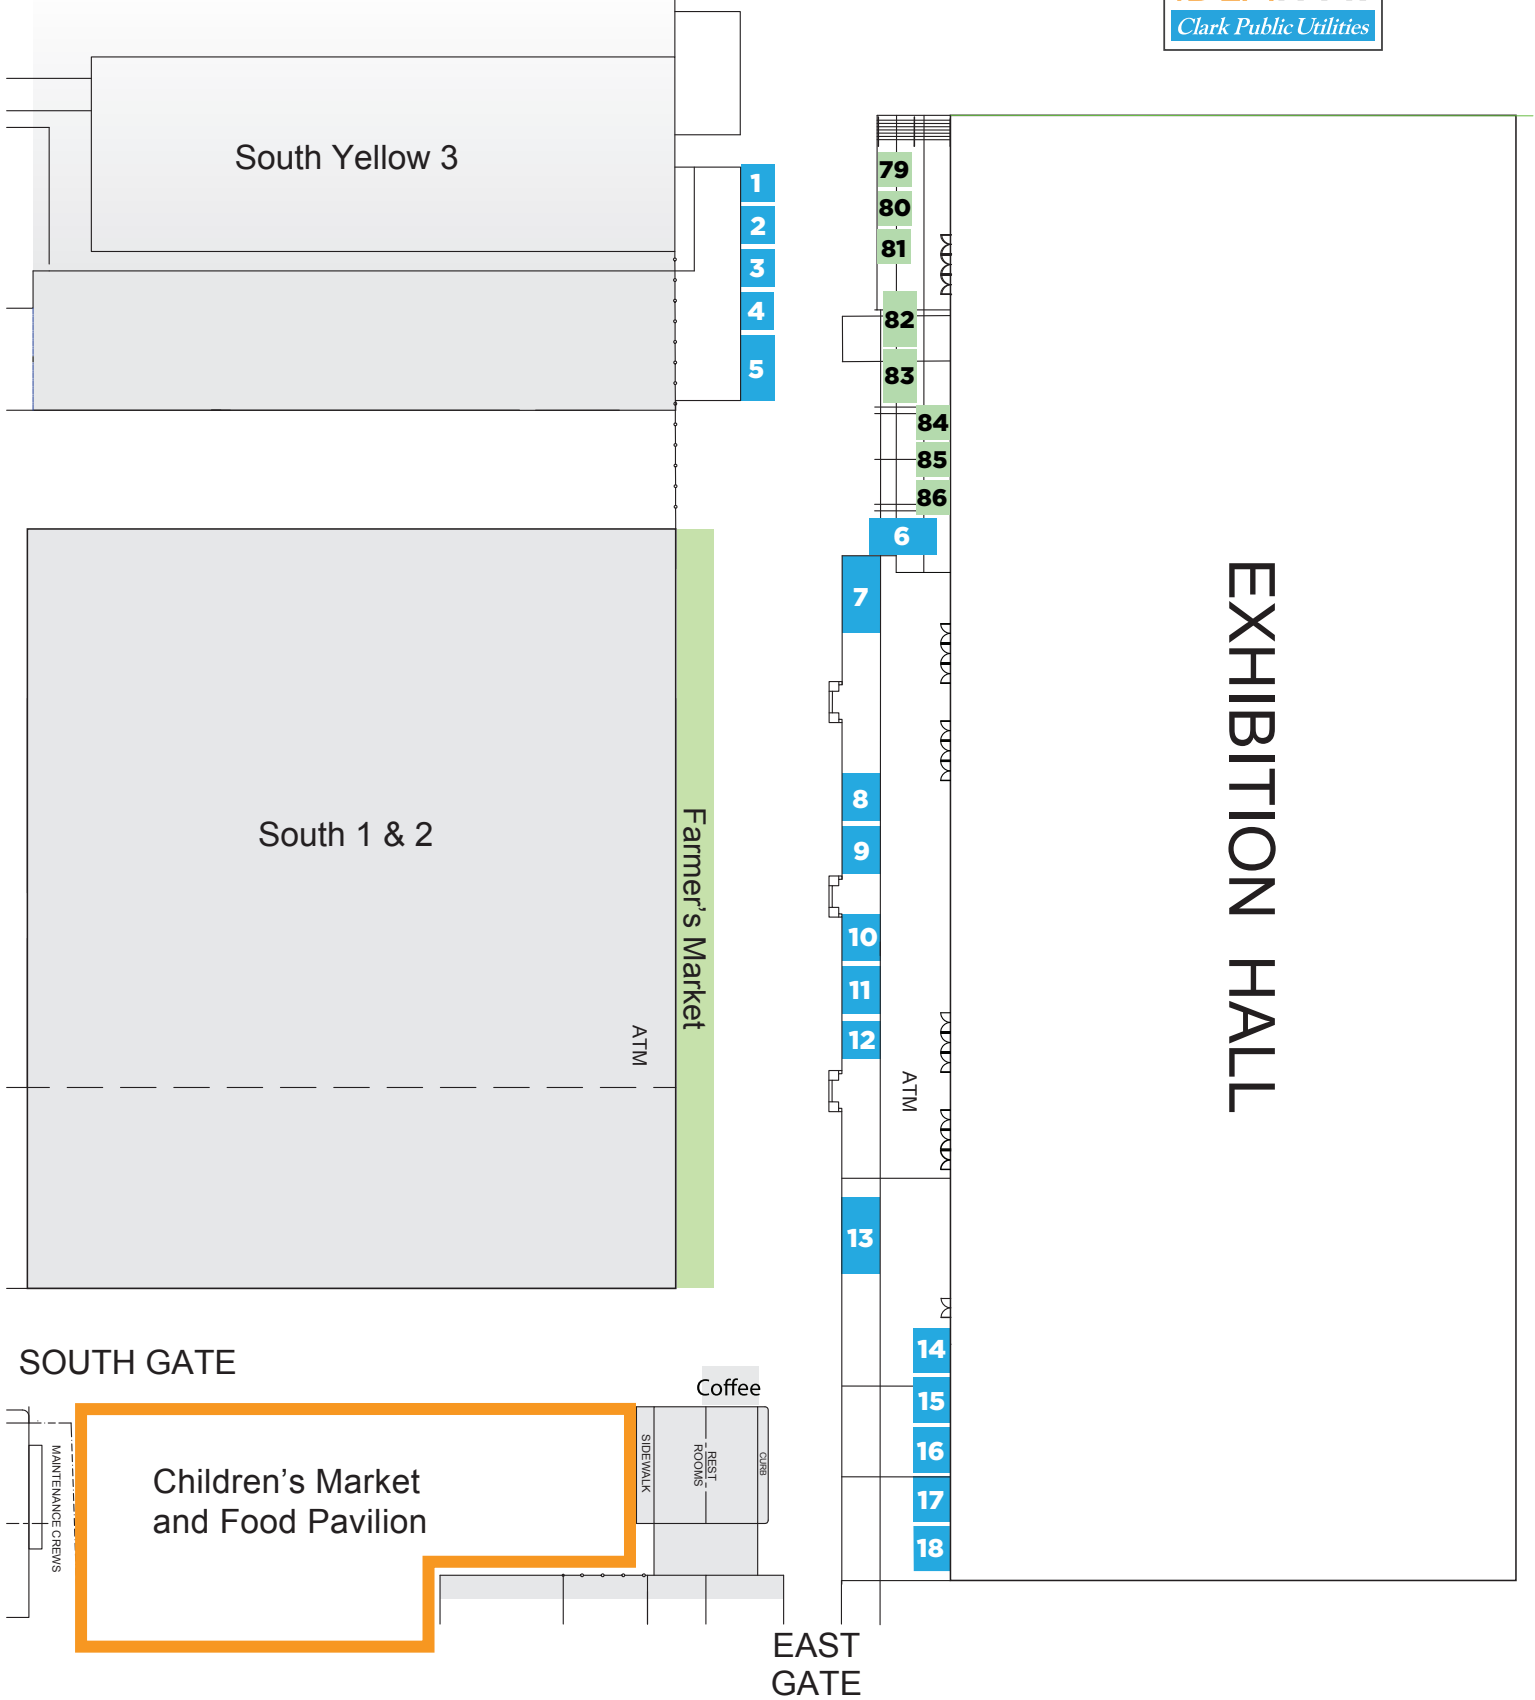 Clark Public Utilities
South Yellow 3
1
2
3
4
5
79
80
81
82
83
84
85
86
6
7
8
9
10
11
12
13
14
15
16
17
18
EXHIBITION HALL
South 1 & 2
Farmer's Market
ATM
ATM
SOUTH GATE
Coffee
MAINTENANCE CREWS
Children's Market
and Food Pavilion
SIDEWALK
REST
ROOMS
CURB
EAST
GATE